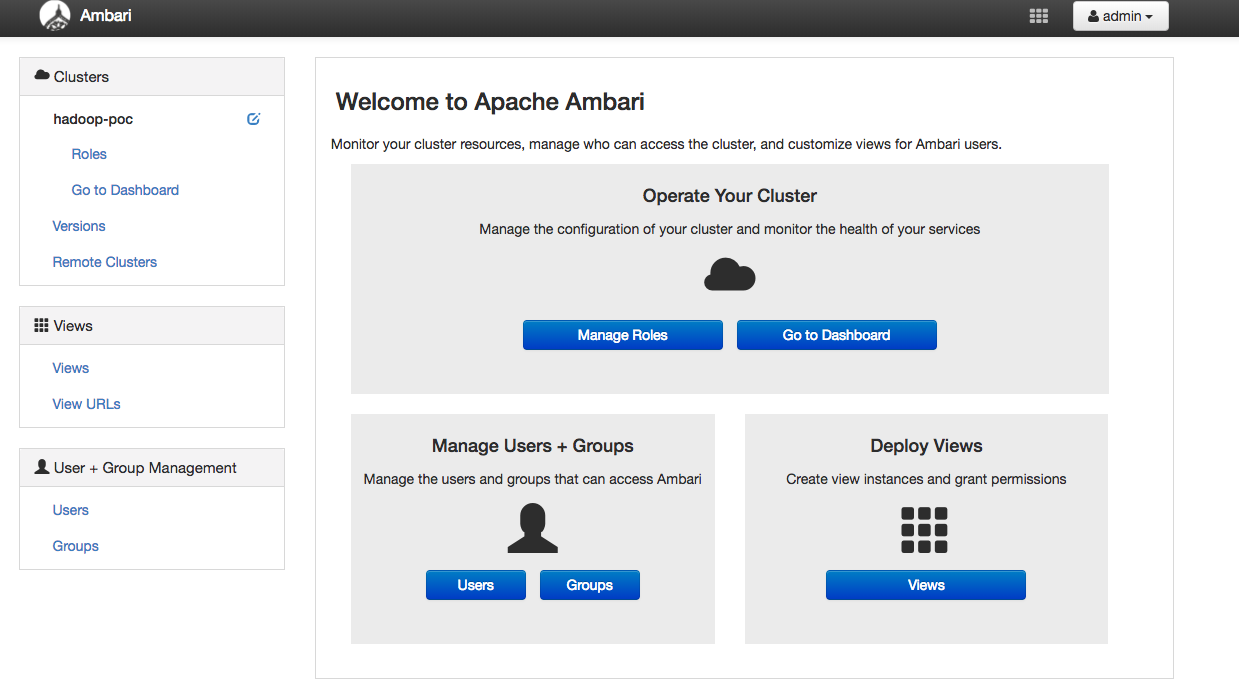 Ambari
admin
Clusters
hadoop-poc
Roles
Go to Dashboard
Versions
Remote Clusters
Views
Views
View URLs
User + Group Management
Users
Groups
Welcome to Apache Ambari
Monitor your cluster resources, manage who can access the cluster, and customize views for Ambari users.
Operate Your Cluster
Manage the configuration of your cluster and monitor the health of your services
Manage Roles
Go to Dashboard
Manage Users + Groups
Manage the users and groups that can access Ambari
Users
Groups
Deploy Views
Create view instances and grant permissions
Views